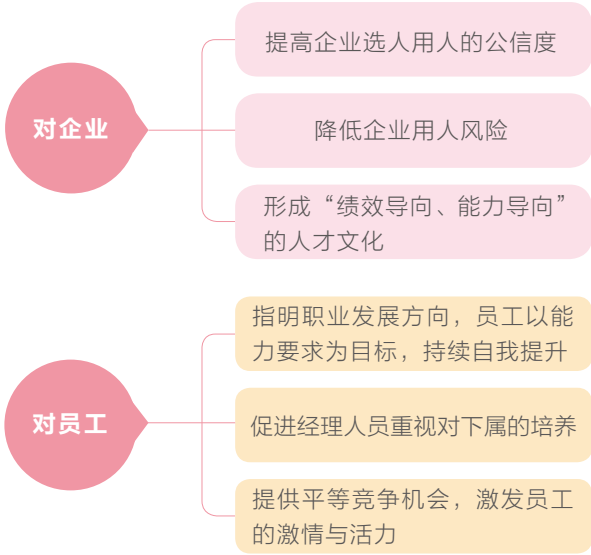 对企业
提高企业选人用人的公信度
降低企业用人风险
形成“绩效导向、能力导向”
的人才文化
对员工
指明职业发展方向，员工以能
力要求为目标，持续自我提升
促进经理人员重视对下属的培养
提供平等竞争机会，激发员工
的激情与活力